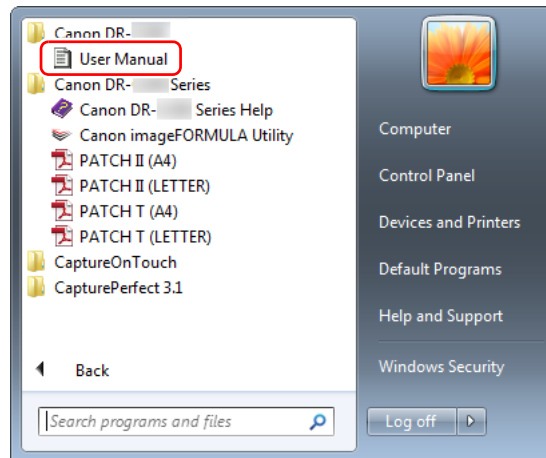 Canon DR-
User Manual
Canon DR- Series
Canon DR- Series Help
Canon imageFORMULA Utility
PATCH II (A4)
PATCH II (LETTER)
PATCH T (A4)
PATCH T (LETTER)
CaptureOnTouch
CapturePerfect 3.1
Back
Search programs and files
Computer
Control Panel
Devices and Printers
Default Programs
Help and Support
Windows Security
Log off